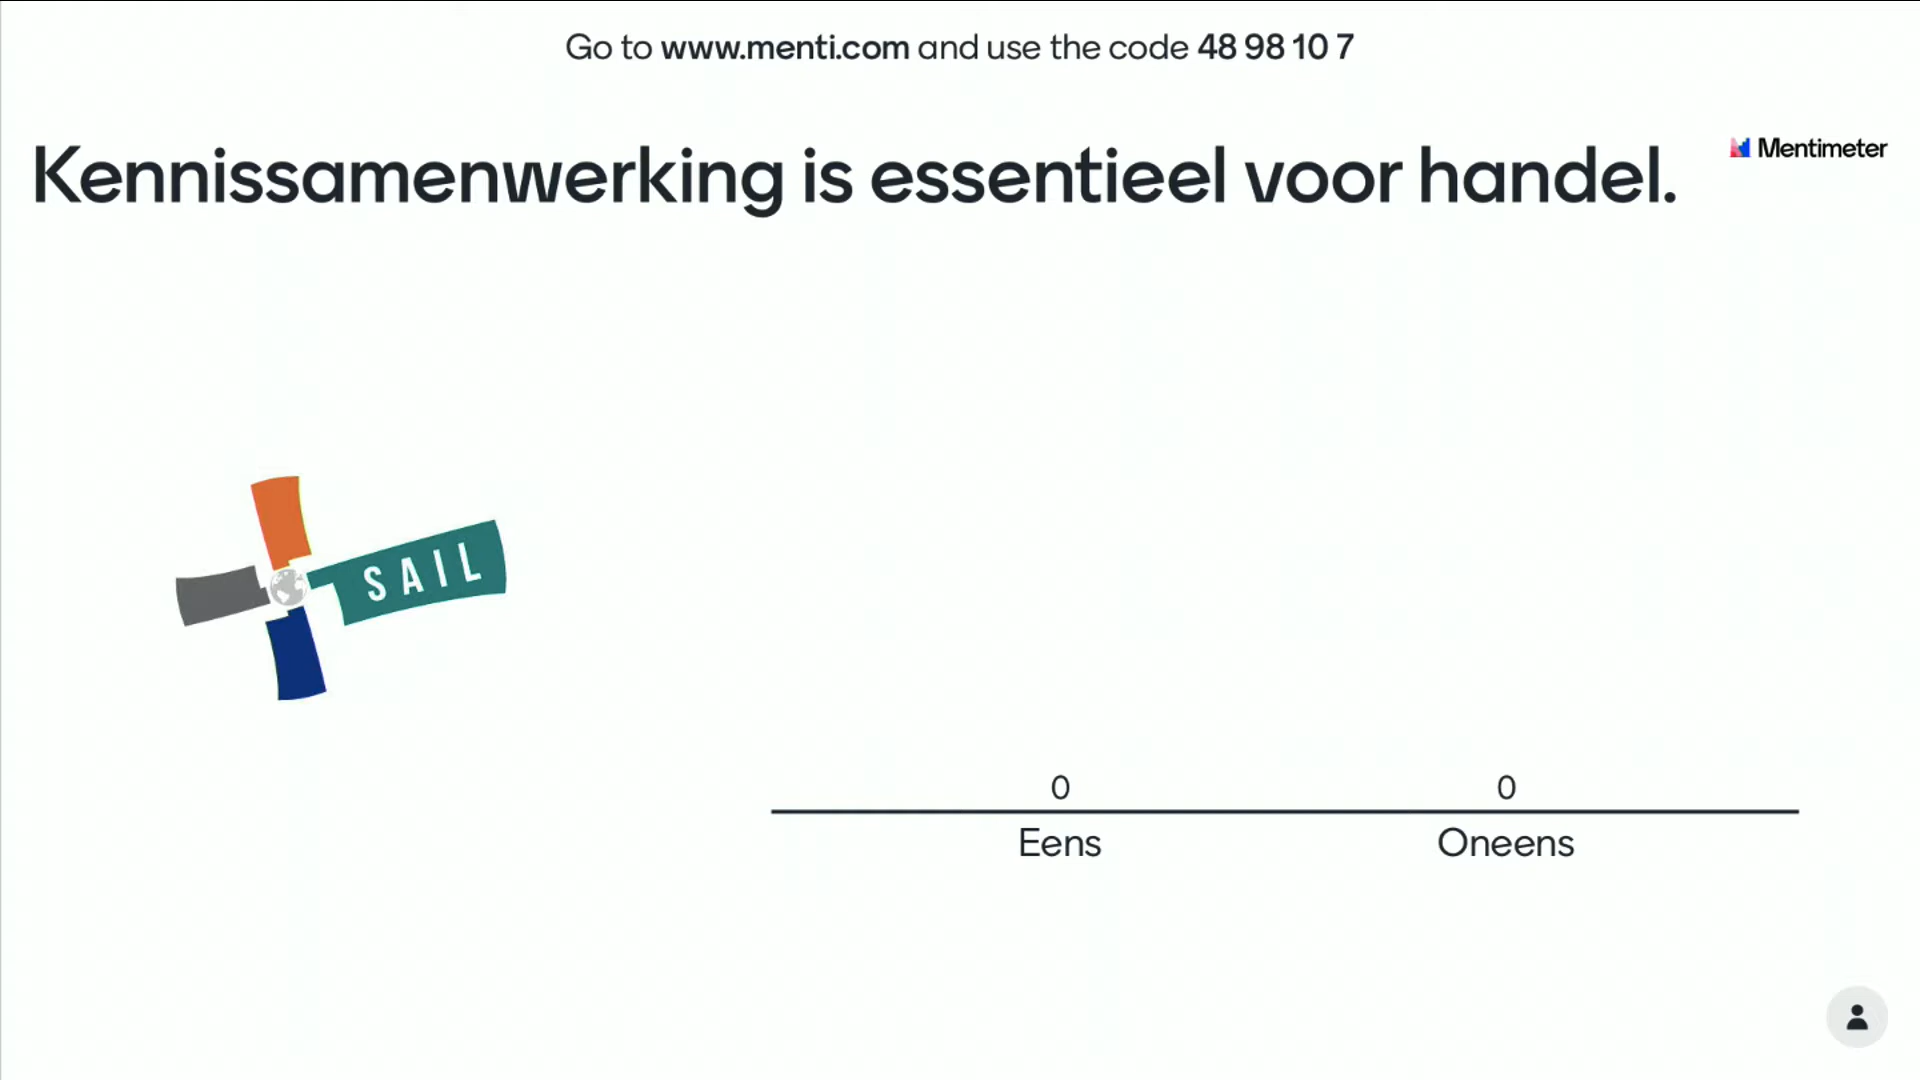 Go to www.menti.com and use the code 48 98 10 7
Kennissamenwerking is essentieel voor handel.
Mentimeter
SAIL
0 0
Eens Oneens